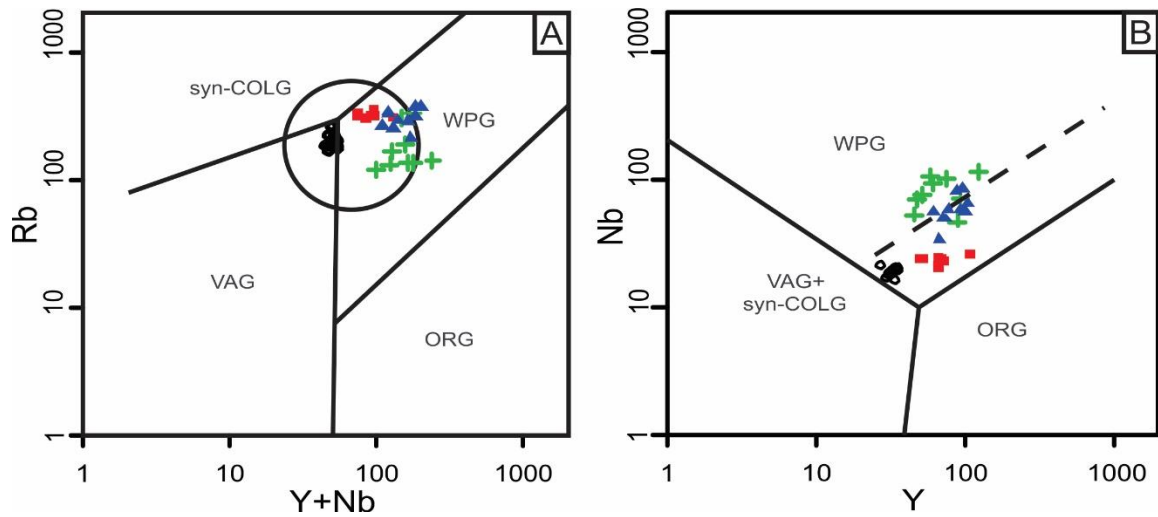 A
1000
100
10
1
Rb
syn-COLG
WPG
VAG
ORG
1 10 100 1000
Y+Nb
B
1000
100
10
1
Nb
WPG
VAG+
syn-COLG
ORG
1 10 100 1000
Y